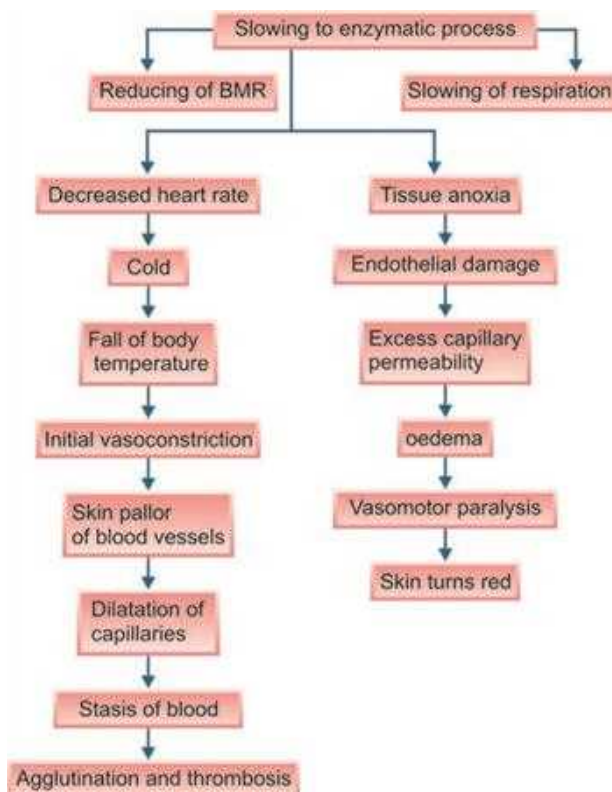 Slowing to enzymatic process
Reducing of BMR
Slowing of respiration
Decreased heart rate
Tissue anoxia
Cold
Endothelial damage
Fall of body
temperature
Excess capillary
permeability
Initial vasoconstriction
oedema
Skin pallor
of blood vessels
Vasomotor paralysis
Skin turns red
Dilatation of
capillaries
Stasis of blood
Agglutination and thrombosis